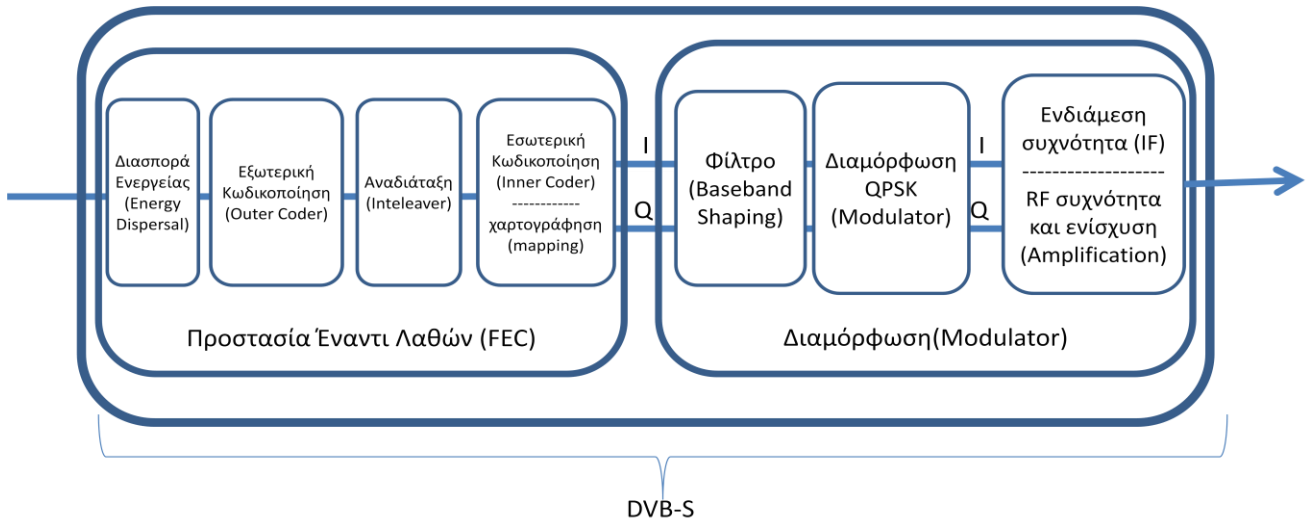 Διασπορά
Ενεργείας
(Energy
Dispersal)
Εξωτερική
Κωδικοποίηση
(Outer Coder)
Αναδιάταξη
(Inteleaver)
Εσωτερική
Κωδικοποίηση
(Inner Coder)
------------
χαρτογράφηση
(mapping)
I
Q
Φίλτρο
(Baseband
Shaping)
Διαμόρφωση
QPSK
(Modulator)
I
Q
Ενδιάμεση
συχνότητα (IF)
--------------------
RF συχνότητα
και ενίσχυση
(Amplification)
Προστασία Έναντι Λαθών (FEC)
Διαμόρφωση(Modulator)
DVB-S